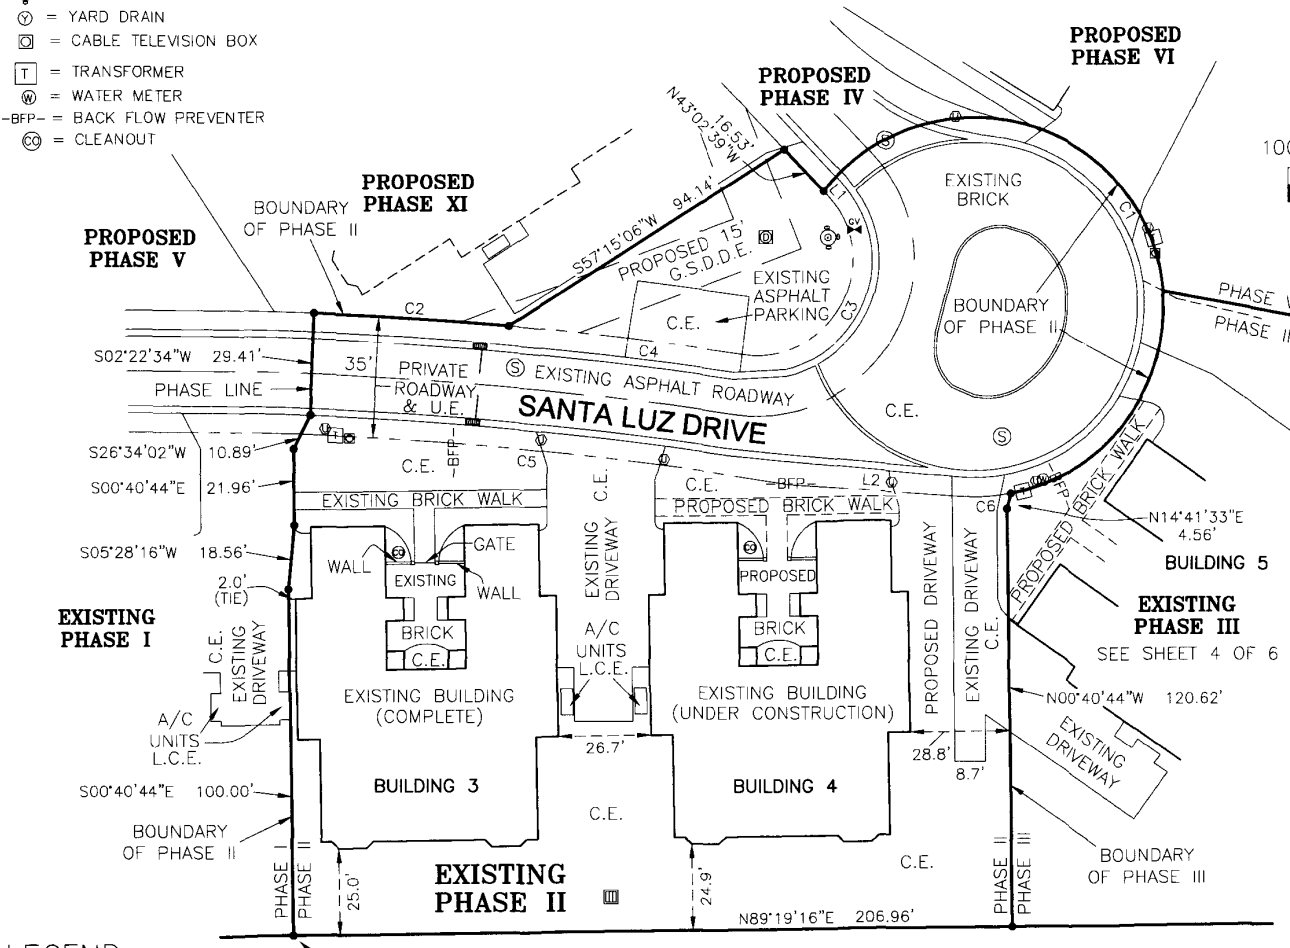 Ⓨ = YARD DRAIN
= CABLE TELEVISION BOX
T = TRANSFORMER
Ⓦ = WATER METER
-BFP- = BACK FLOW PREVENTER
CO = CLEANOUT
PROPOSED
PHASE VI
PROPOSED
PHASE IV
N43°02'39"W
16.53'
100
PROPOSED
PHASE XI
BOUNDARY
OF PHASE II
PROPOSED
PHASE V
EXISTING
BRICK
L1
C1
GV
S57°15'06"W 94.14'
PROPOSED 15'
G.S.D.D.E.
EXISTING
ASPHALT
PARKING
C.E.
C2
C3
C4
BOUNDARY
OF PHASE II
PHASE V
PHASE II
S02°22'34"W 29.41'
PHASE LINE
35'
PRIVATE
ROADWAY
& U.E.
S
EXISTING ASPHALT ROADWAY
SANTA LUZ DRIVE
C.E.
S
S
T
S26°34'02"W 10.89'
S00°40'44"E 21.96'
S05°28'16"W 18.56'
2.0'
(TIE)
C.E.
-BFP-
C5
C.E.
C.E.
-BFP-
L2
C6
BFP
EXISTING BRICK WALK
PROPOSED BRICK WALK
PROPOSED BRICK WALK
N14°41'33"E
4.56'
BUILDING 5
EXISTING
PHASE III
SEE SHEET 4 OF 6
EXISTING
PHASE I
C.E.
EXISTING
DRIVEWAY
CO
WALL
GATE
WALL
EXISTING
BRICK
C.E.
EXISTING
DRIVEWAY
CO
PROPOSED
BRICK
C.E.
PROPOSED DRIVEWAY
EXISTING DRIVEWAY
C.E.
A/C
UNITS
L.C.E.
A/C
UNITS
L.C.E.
EXISTING BUILDING
(COMPLETE)
EXISTING BUILDING
(UNDER CONSTRUCTION)
N00°40'44"W 120.62'
EXISTING
DRIVEWAY
26.7'
28.8'
8.7'
S00°40'44"E 100.00'
BUILDING 3
BUILDING 4
BOUNDARY
OF PHASE II
C.E.
C.E.
BOUNDARY
OF PHASE III
PHASE I
PHASE II
25.0'
EXISTING
PHASE II
24.9'
PHASE II
PHASE III
N89°19'16"E 206.96'
LEGEND